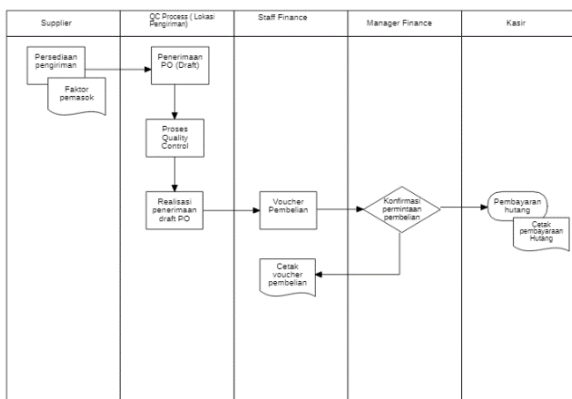 Supplier
QC Process ( Lokasi
Pengiriman)
Staff Finance
Manager Finance
Kasir
Persediaan
pengiriman
Faktor
pemasok
Penerimaan
PO (Draft)
Proses
Quality
Control
Realisasi
penerimaan
draft PO
Voucher
Pembelian
Konfirmasi
permintaan
pembelian
Pembayaran
hutang
Cetak
pembayaraan
Hutang
Cetak
voucher
pembelian